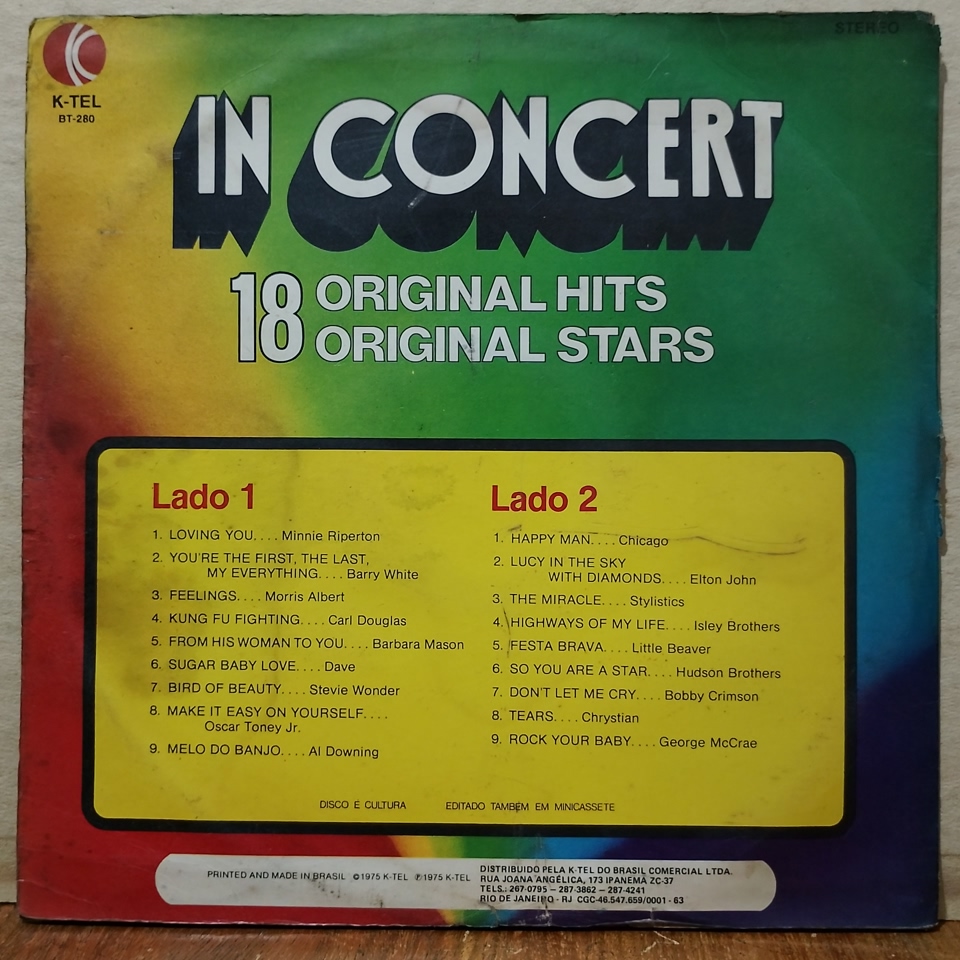 STEREO
K-TEL
BT-280
IN CONCERT
18 ORIGINAL HITS
18 ORIGINAL STARS
Lado 1
1. LOVING YOU.... Minnie Riperton
2. YOU'RE THE FIRST, THE LAST,
MY EVERYTHING.... Barry White
3. FEELINGS.... Morris Albert
4. KUNG FU FIGHTING.... Carl Douglas
5. FROM HIS WOMAN TO YOU.... Barbara Mason
6. SUGAR BABY LOVE.... Dave
7. BIRD OF BEAUTY.... Stevie Wonder
8. MAKE IT EASY ON YOURSELF....
Oscar Toney Jr.
9. MELO DO BANJO.... Al Downing
Lado 2
1. HAPPY MAN.... Chicago
2. LUCY IN THE SKY
WITH DIAMONDS.... Elton John
3. THE MIRACLE.... Stylistics
4. HIGHWAYS OF MY LIFE.... Isley Brothers
5. FESTA BRAVA.... Little Beaver
6. SO YOU ARE A STAR.... Hudson Brothers
7. DON'T LET ME CRY.... Bobby Crimson
8. TEARS.... Chrystian
9. ROCK YOUR BABY.... George McCrae
DISCO É CULTURA EDITADO TAMBÉM EM MINICASSETE
PRINTED AND MADE IN BRASIL ©1975 K-TEL ℗1975 K-TEL
DISTRIBUIDO PELA K-TEL DO BRASIL COMERCIAL LTDA.
RUA JOANA ANGÉLICA, 173 IPANEMA ZC-37
TELS.: 267-0795 – 287-3862 – 287-4241
RIO DE JANEIRO - RJ CGC-46.547.659/0001-63